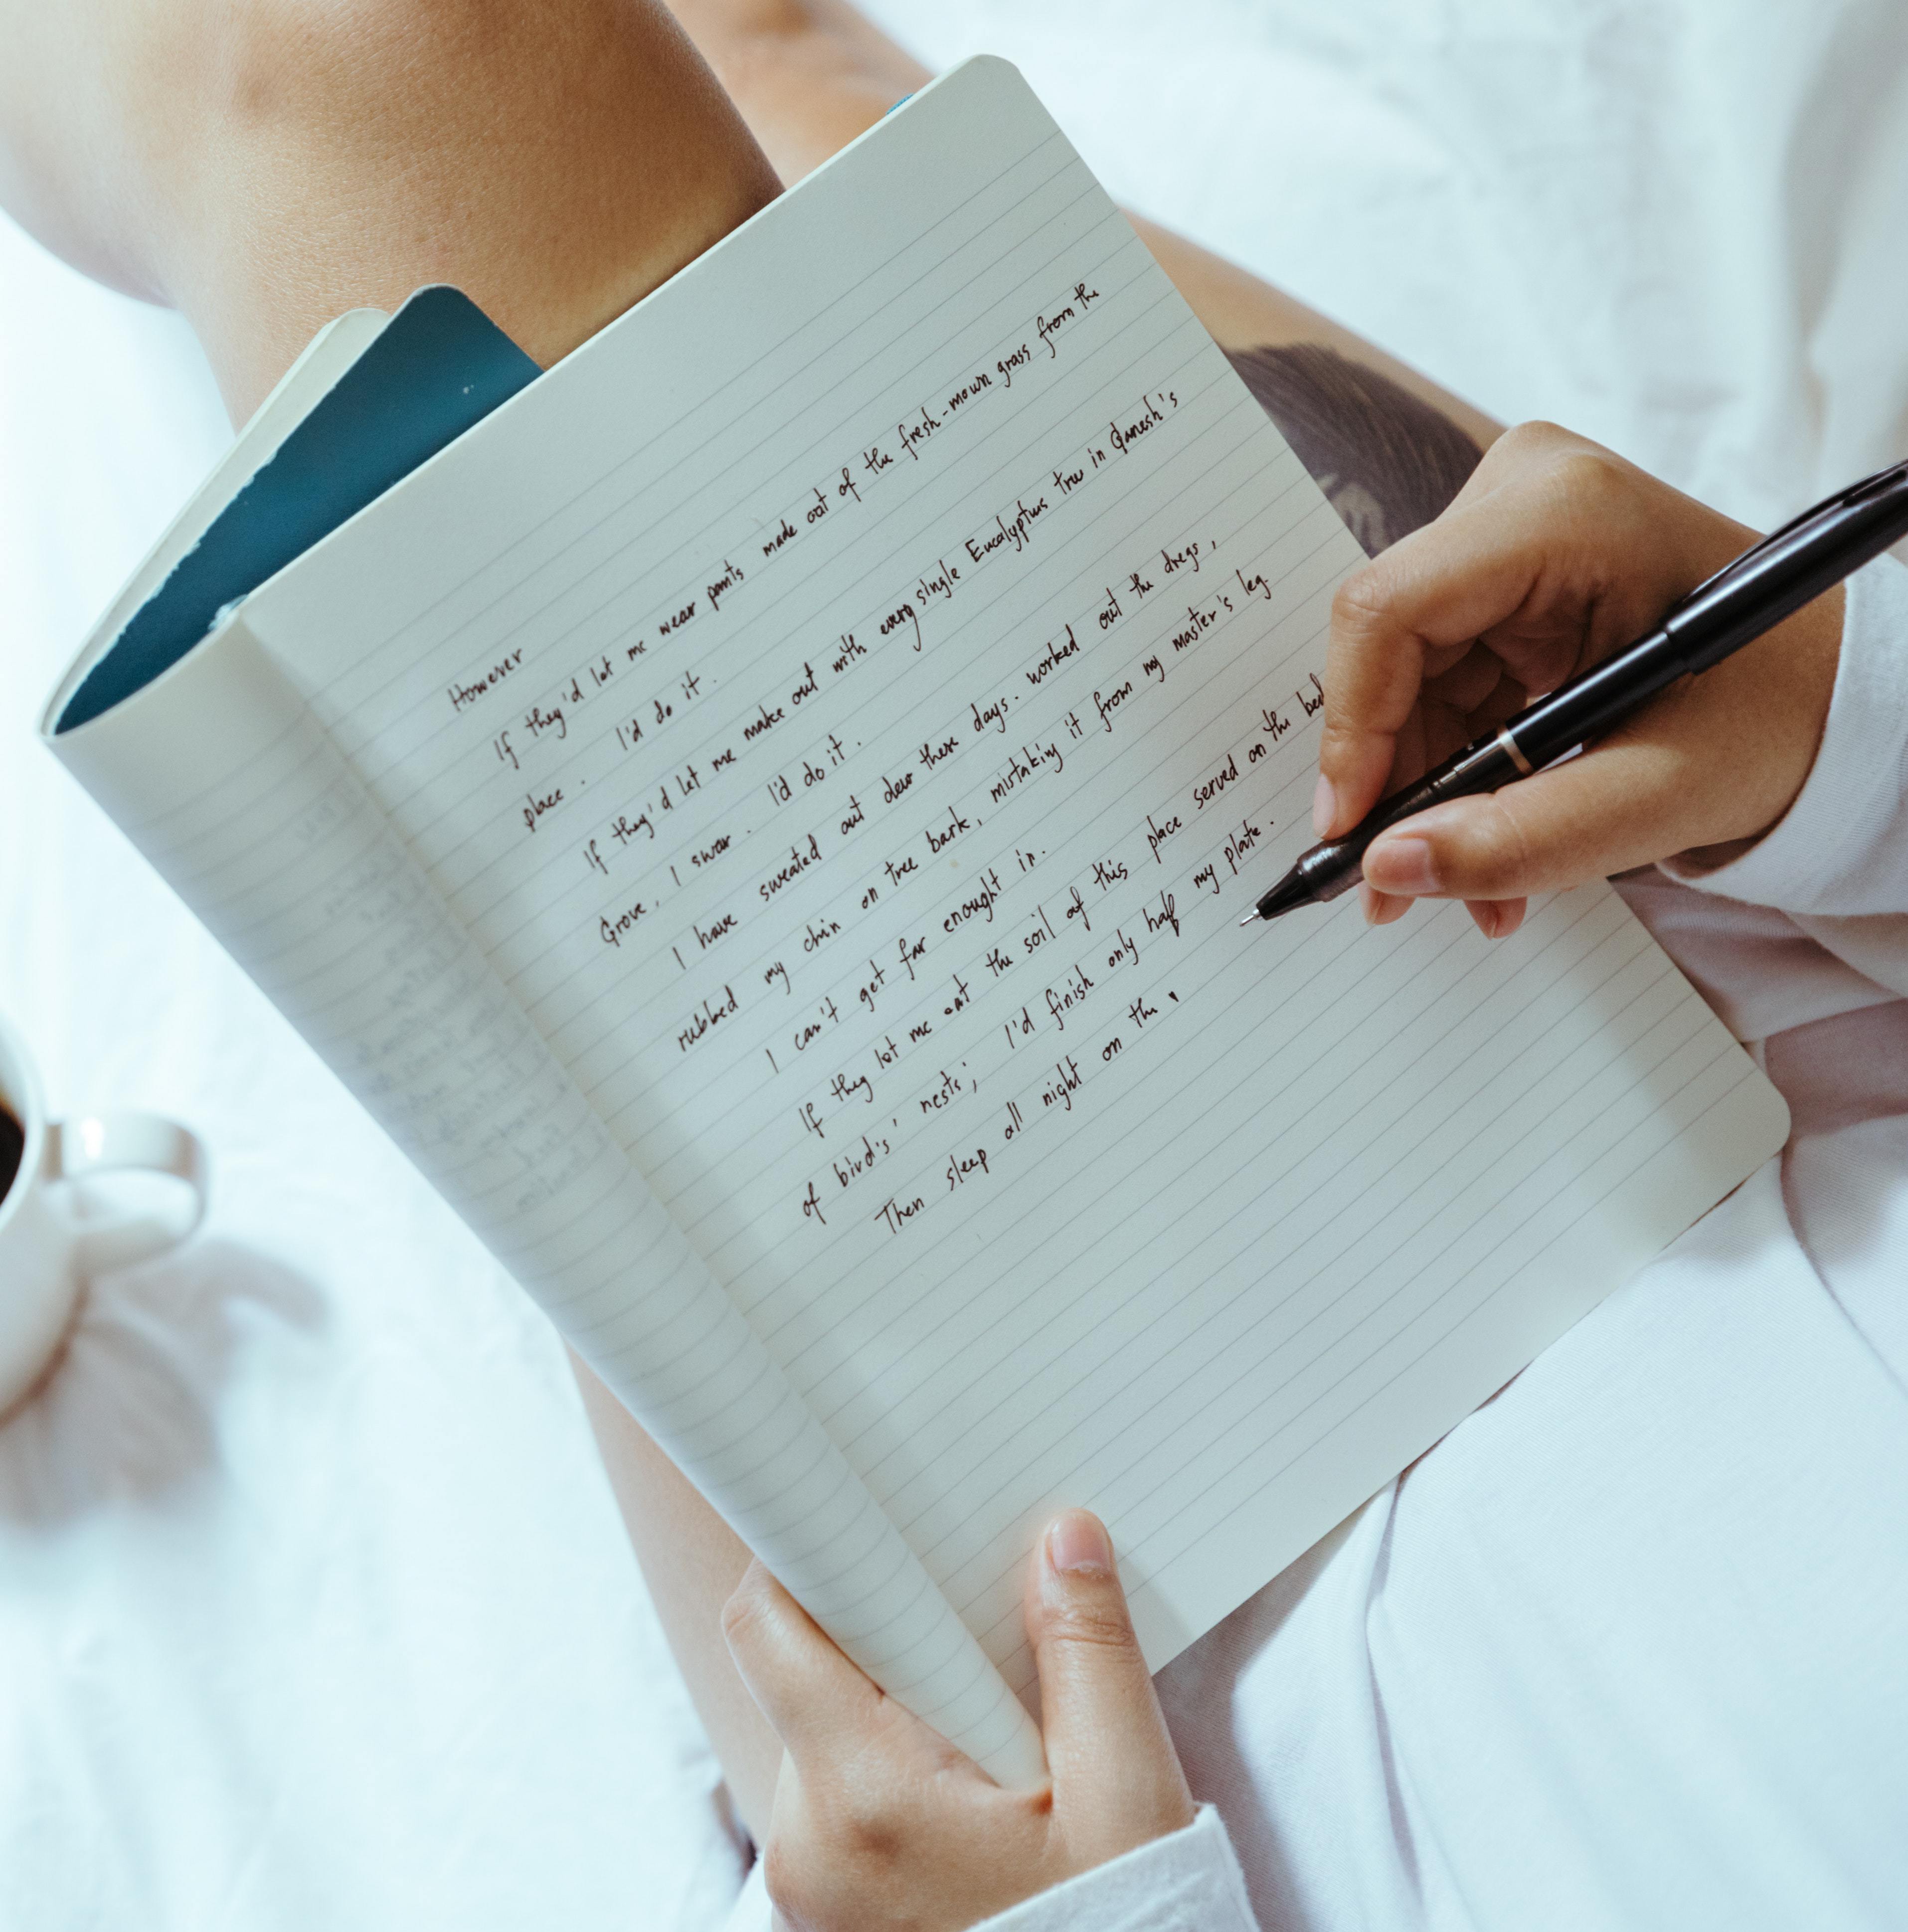 However
If they'd let me wear pants made out of the fresh-mown grass from the
place. I'd do it.
If they'd let me make out with every single Eucalyptus tree in Ganesh's
Grove, I swear. I'd do it.
I have sweated out dew these days. worked out the dregs,
rubbed my chin on tree bark, mistaking it from my master's leg.
I can't get far enought in.
If they let me eat the soil of this place served on the
of bird's' nests; I'd finish only half my plate.
Then sleep all night on the